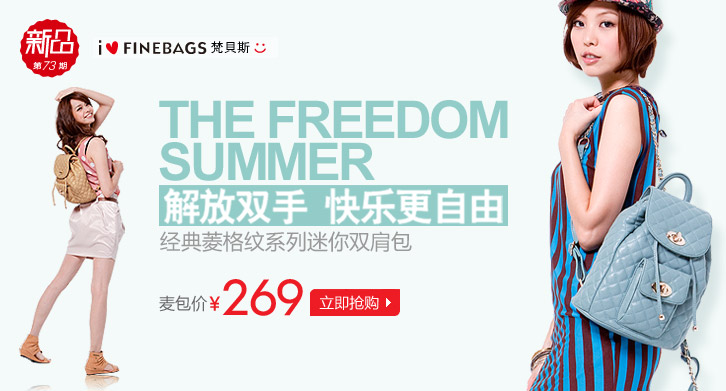 新品
第73期
i♥FINEBAGS 梵貝斯
THE FREEDOM
SUMMER
解放双手 快乐更自由
经典菱格纹系列迷你双肩包
麦包价¥269 立即抢购